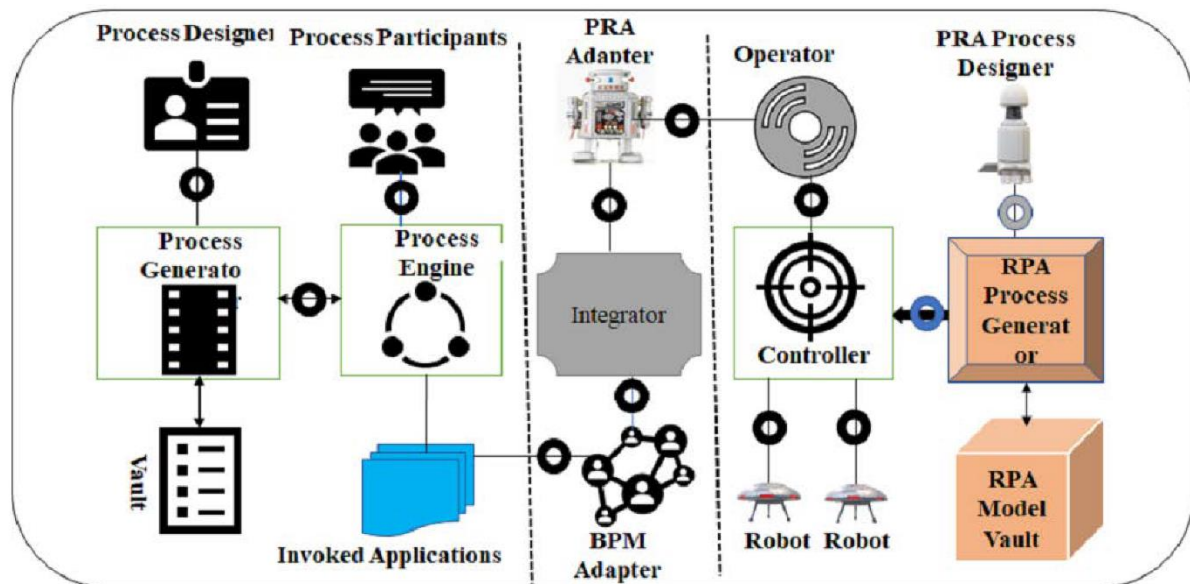 Process Designer
Process Participants
PRA
Adapter
Operator
PRA Process
Designer
Process
Generato
r
Process
Engine
Integrator
Controller
RPA
Process
Generat
or
Vault
Invoked Applications
BPM
Adapter
Robot
Robot
RPA
Model
Vault